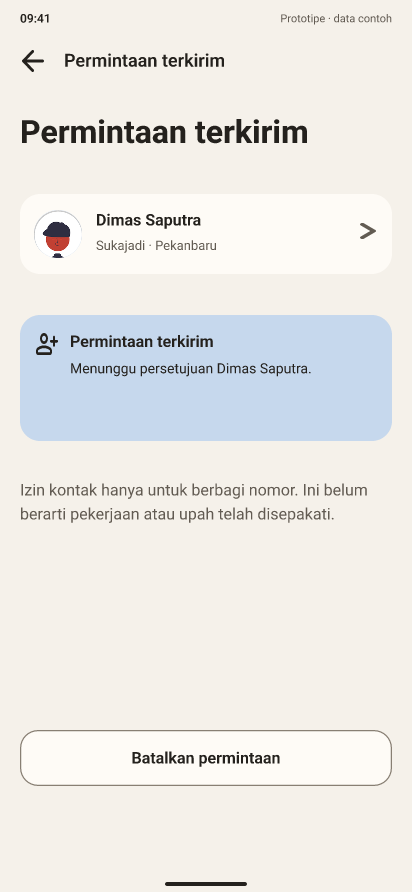 09:41
Prototipe · data contoh
Permintaan terkirim
Permintaan terkirim
Dimas Saputra
Sukajadi · Pekanbaru
Permintaan terkirim
Menunggu persetujuan Dimas Saputra.
Izin kontak hanya untuk berbagi nomor. Ini belum
berarti pekerjaan atau upah telah disepakati.
Batalkan permintaan